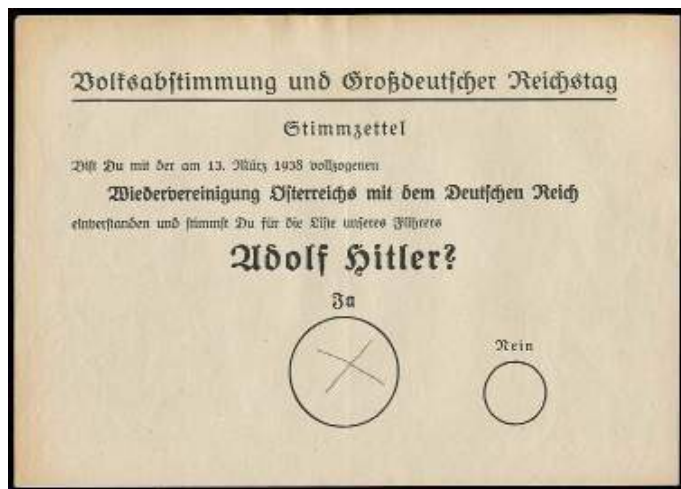 Volksabstimmung und Großdeutscher Reichstag
Stimmzettel
Bist Du mit der am 13. März 1938 vollzogenen
Wiedervereinigung Österreichs mit dem Deutschen Reich
einverstanden und stimmst Du für die Liste unseres Führers
Adolf Hitler?
Ja
Nein